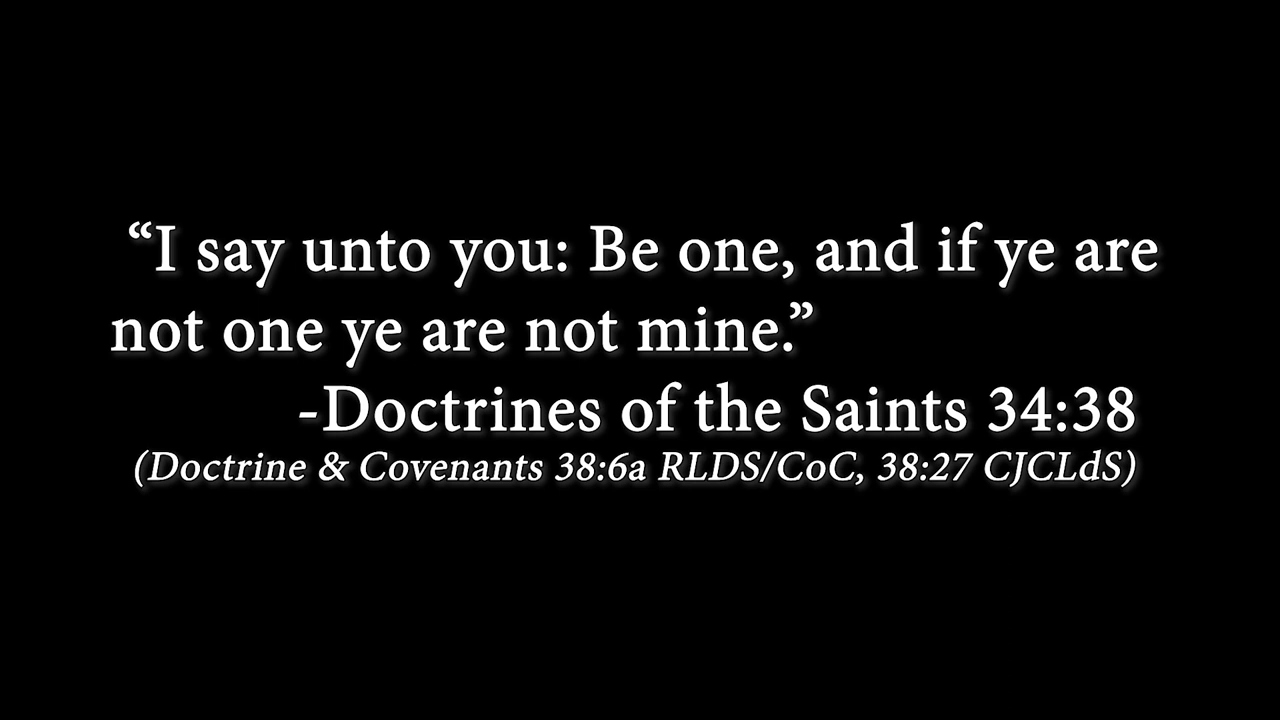 “I say unto you: Be one, and if ye are
not one ye are not mine.”
-Doctrines of the Saints 34:38
(Doctrine & Covenants 38:6a RLDS/CoC, 38:27 CJCLdS)